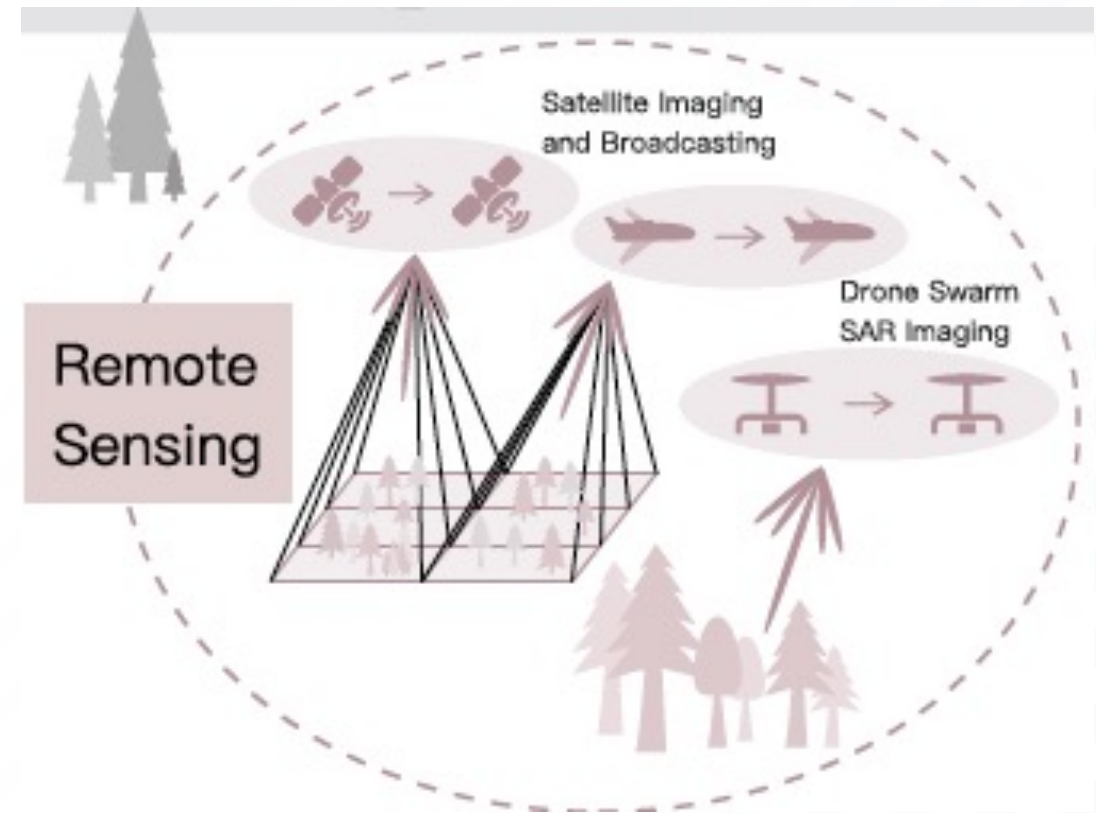 Satellite Imaging
and Broadcasting
Drone Swarm
SAR Imaging
Remote
Sensing